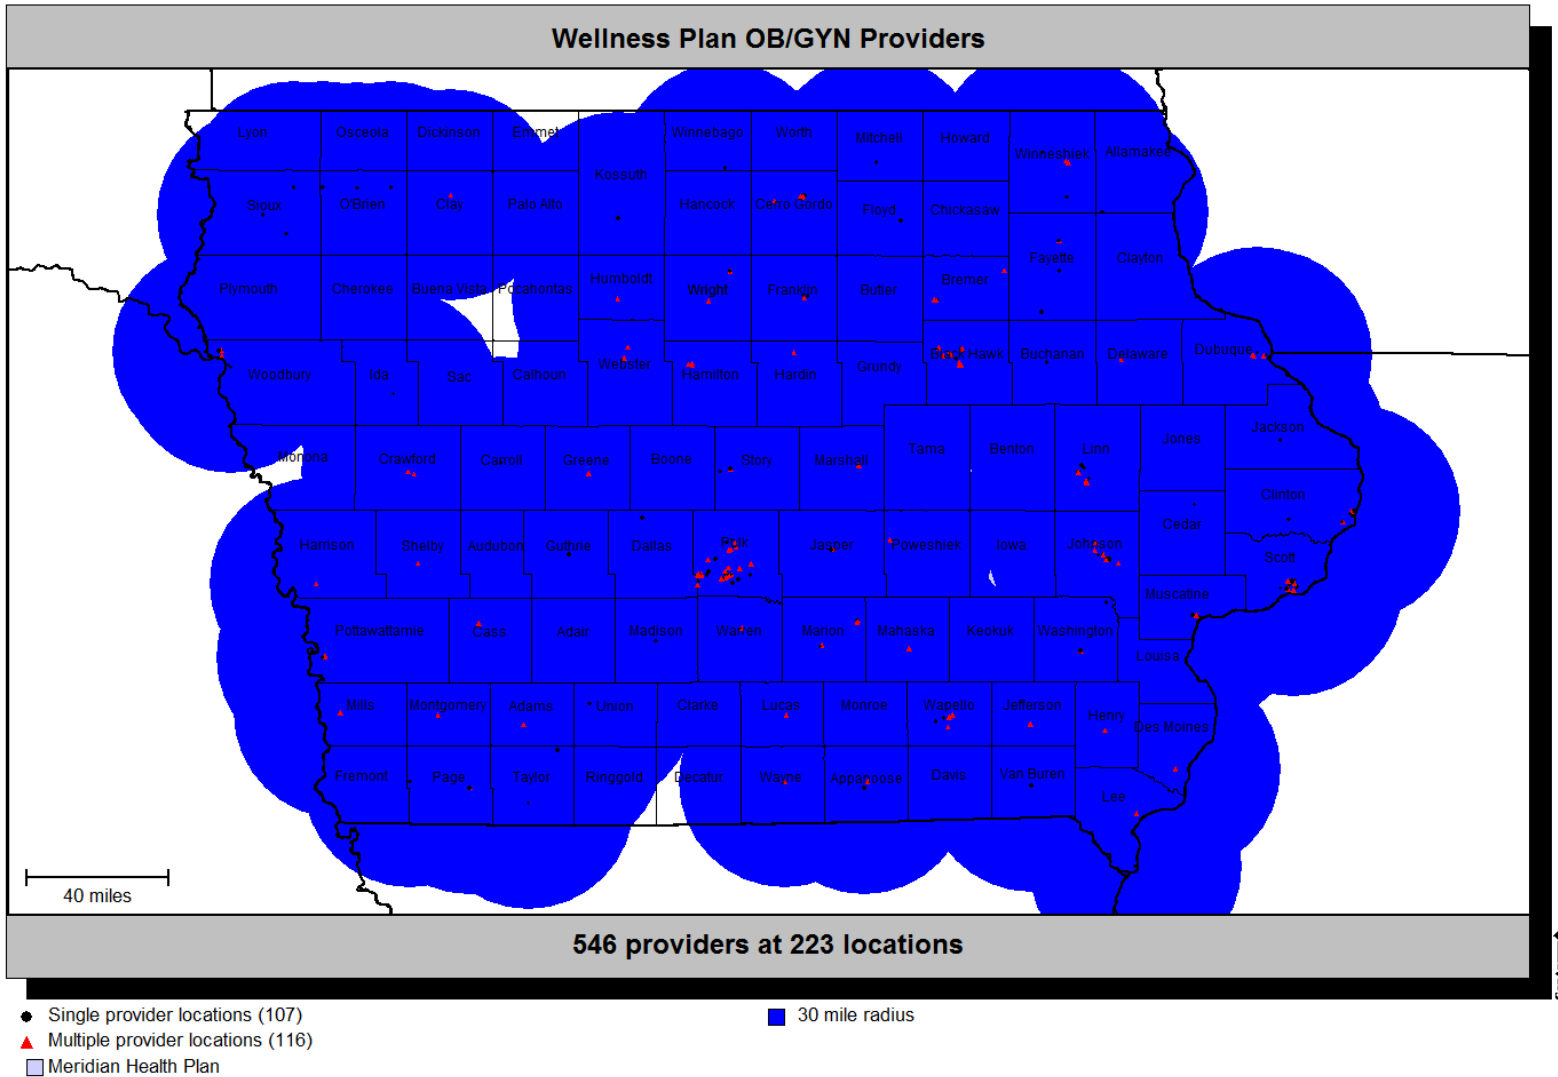 Wellness Plan OB/GYN Providers
Lyon Osceola Dickinson Emmet Kossuth Winnebago Worth Mitchell Howard Winneshiek Allamakee
Sioux O'Brien Clay Palo Alto Hancock Cerro Gordo Floyd Chickasaw Fayette Clayton
Plymouth Cherokee Buena Vista Pocahontas Humboldt Wright Franklin Butler Bremer
Woodbury Ida Sac Calhoun Webster Hamilton Hardin Grundy Black Hawk Buchanan Delaware Dubuque
Monona Crawford Carroll Greene Boone Story Marshall Tama Benton Linn Jones Jackson
Clinton
Harrison Shelby Audubon Guthrie Dallas Polk Jasper Poweshiek Iowa Johnson Cedar Scott
Muscatine
Pottawattamie Cass Adair Madison Warren Marion Mahaska Keokuk Washington Louisa
Mills Montgomery Adams Union Clarke Lucas Monroe Wapello Jefferson Henry Des Moines
Fremont Page Taylor Ringgold Decatur Wayne Appanoose Davis Van Buren Lee
40 miles
546 providers at 223 locations
Single provider locations (107)
30 mile radius
Multiple provider locations (116)
Meridian Health Plan